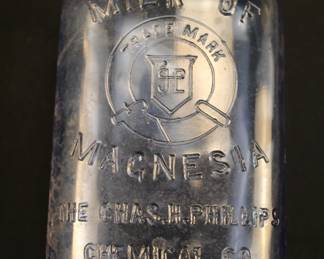 MILK OF
TRADE MARK
MAGNESIA
THE CHAS. H. PHILLIPS
CHEMICAL CO.